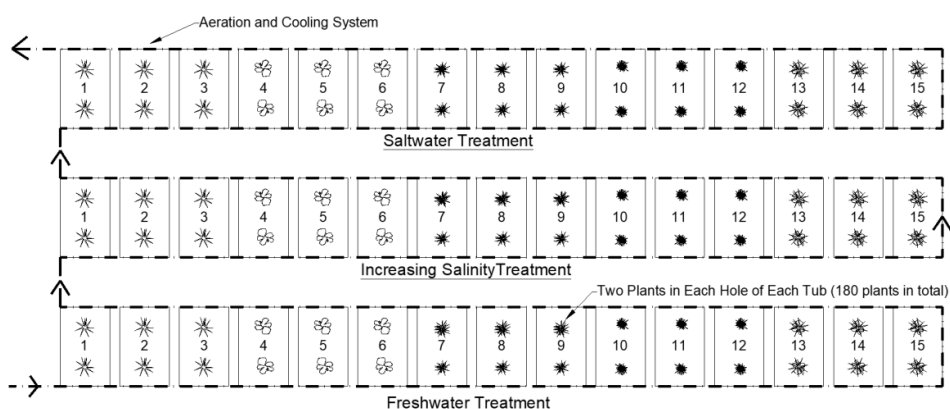 Aeration and Cooling System
1 2 3 4 5 6 7 8 9 10 11 12 13 14 15
Saltwater Treatment
1 2 3 4 5 6 7 8 9 10 11 12 13 14 15
Increasing SalinityTreatment
Two Plants in Each Hole of Each Tub (180 plants in total)
1 2 3 4 5 6 7 8 9 10 11 12 13 14 15
Freshwater Treatment